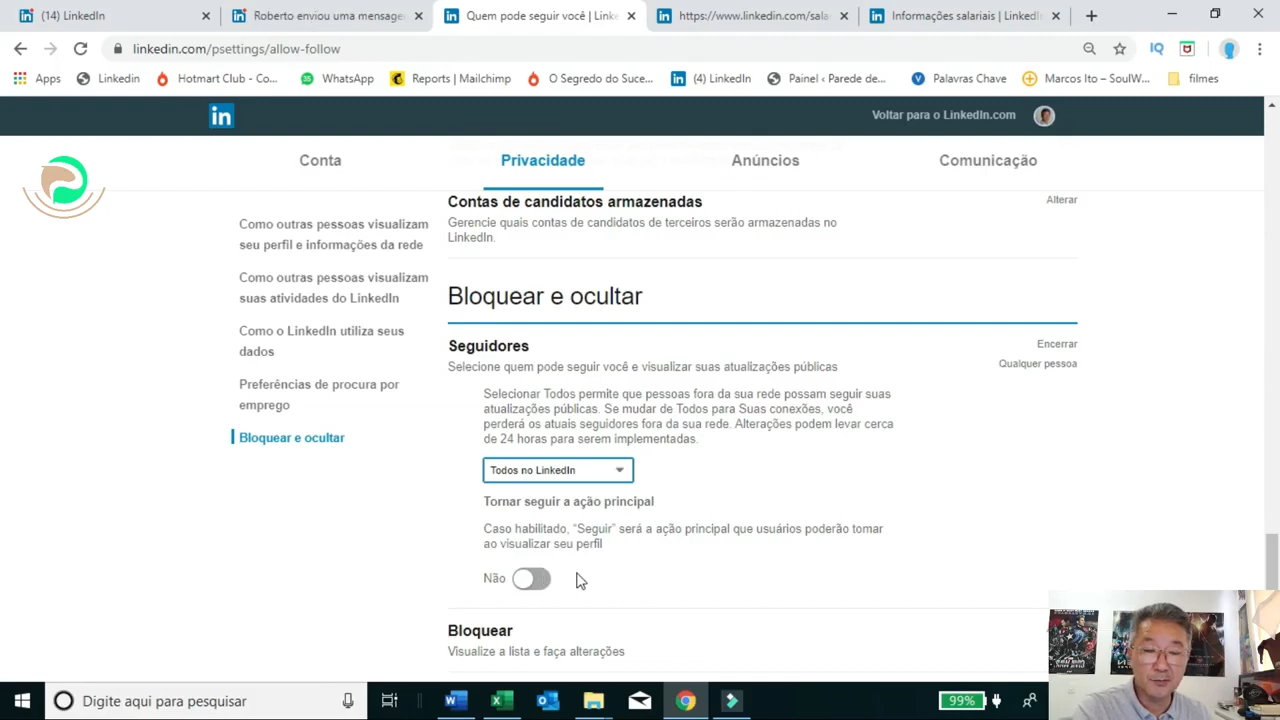 (14) LinkedIn
Roberto enviou uma mensagem
Quem pode seguir você | Linke
https://www.linkedin.com/sala
Informações salariais | LinkedIn
linkedin.com/psettings/allow-follow
IQ
Apps
Linkedin
Hotmart Club - Co...
WhatsApp
Reports | Mailchimp
O Segredo do Suce...
(4) LinkedIn
Painel ‹ Parede de...
Palavras Chave
Marcos Ito – SoulW...
filmes
in
Voltar para o LinkedIn.com
Conta
Privacidade
Anúncios
Comunicação
Como outras pessoas visualizam
seu perfil e informações da rede
Como outras pessoas visualizam
suas atividades do LinkedIn
Como o LinkedIn utiliza seus
dados
Preferências de procura por
emprego
Bloquear e ocultar
Contas de candidatos armazenadas
Alterar
Gerencie quais contas de candidatos de terceiros serão armazenadas no
LinkedIn.
Bloquear e ocultar
Seguidores
Encerrar
Selecione quem pode seguir você e visualizar suas atualizações públicas
Qualquer pessoa
Selecionar Todos permite que pessoas fora da sua rede possam seguir suas
atualizações públicas. Se mudar de Todos para Suas conexões, você
perderá os atuais seguidores fora da sua rede. Alterações podem levar cerca
de 24 horas para serem implementadas.
Todos no LinkedIn
Tornar seguir a ação principal
Caso habilitado, “Seguir” será a ação principal que usuários poderão tomar
ao visualizar seu perfil
Não
Bloquear
Visualize a lista e faça alterações
Digite aqui para pesquisar
99%